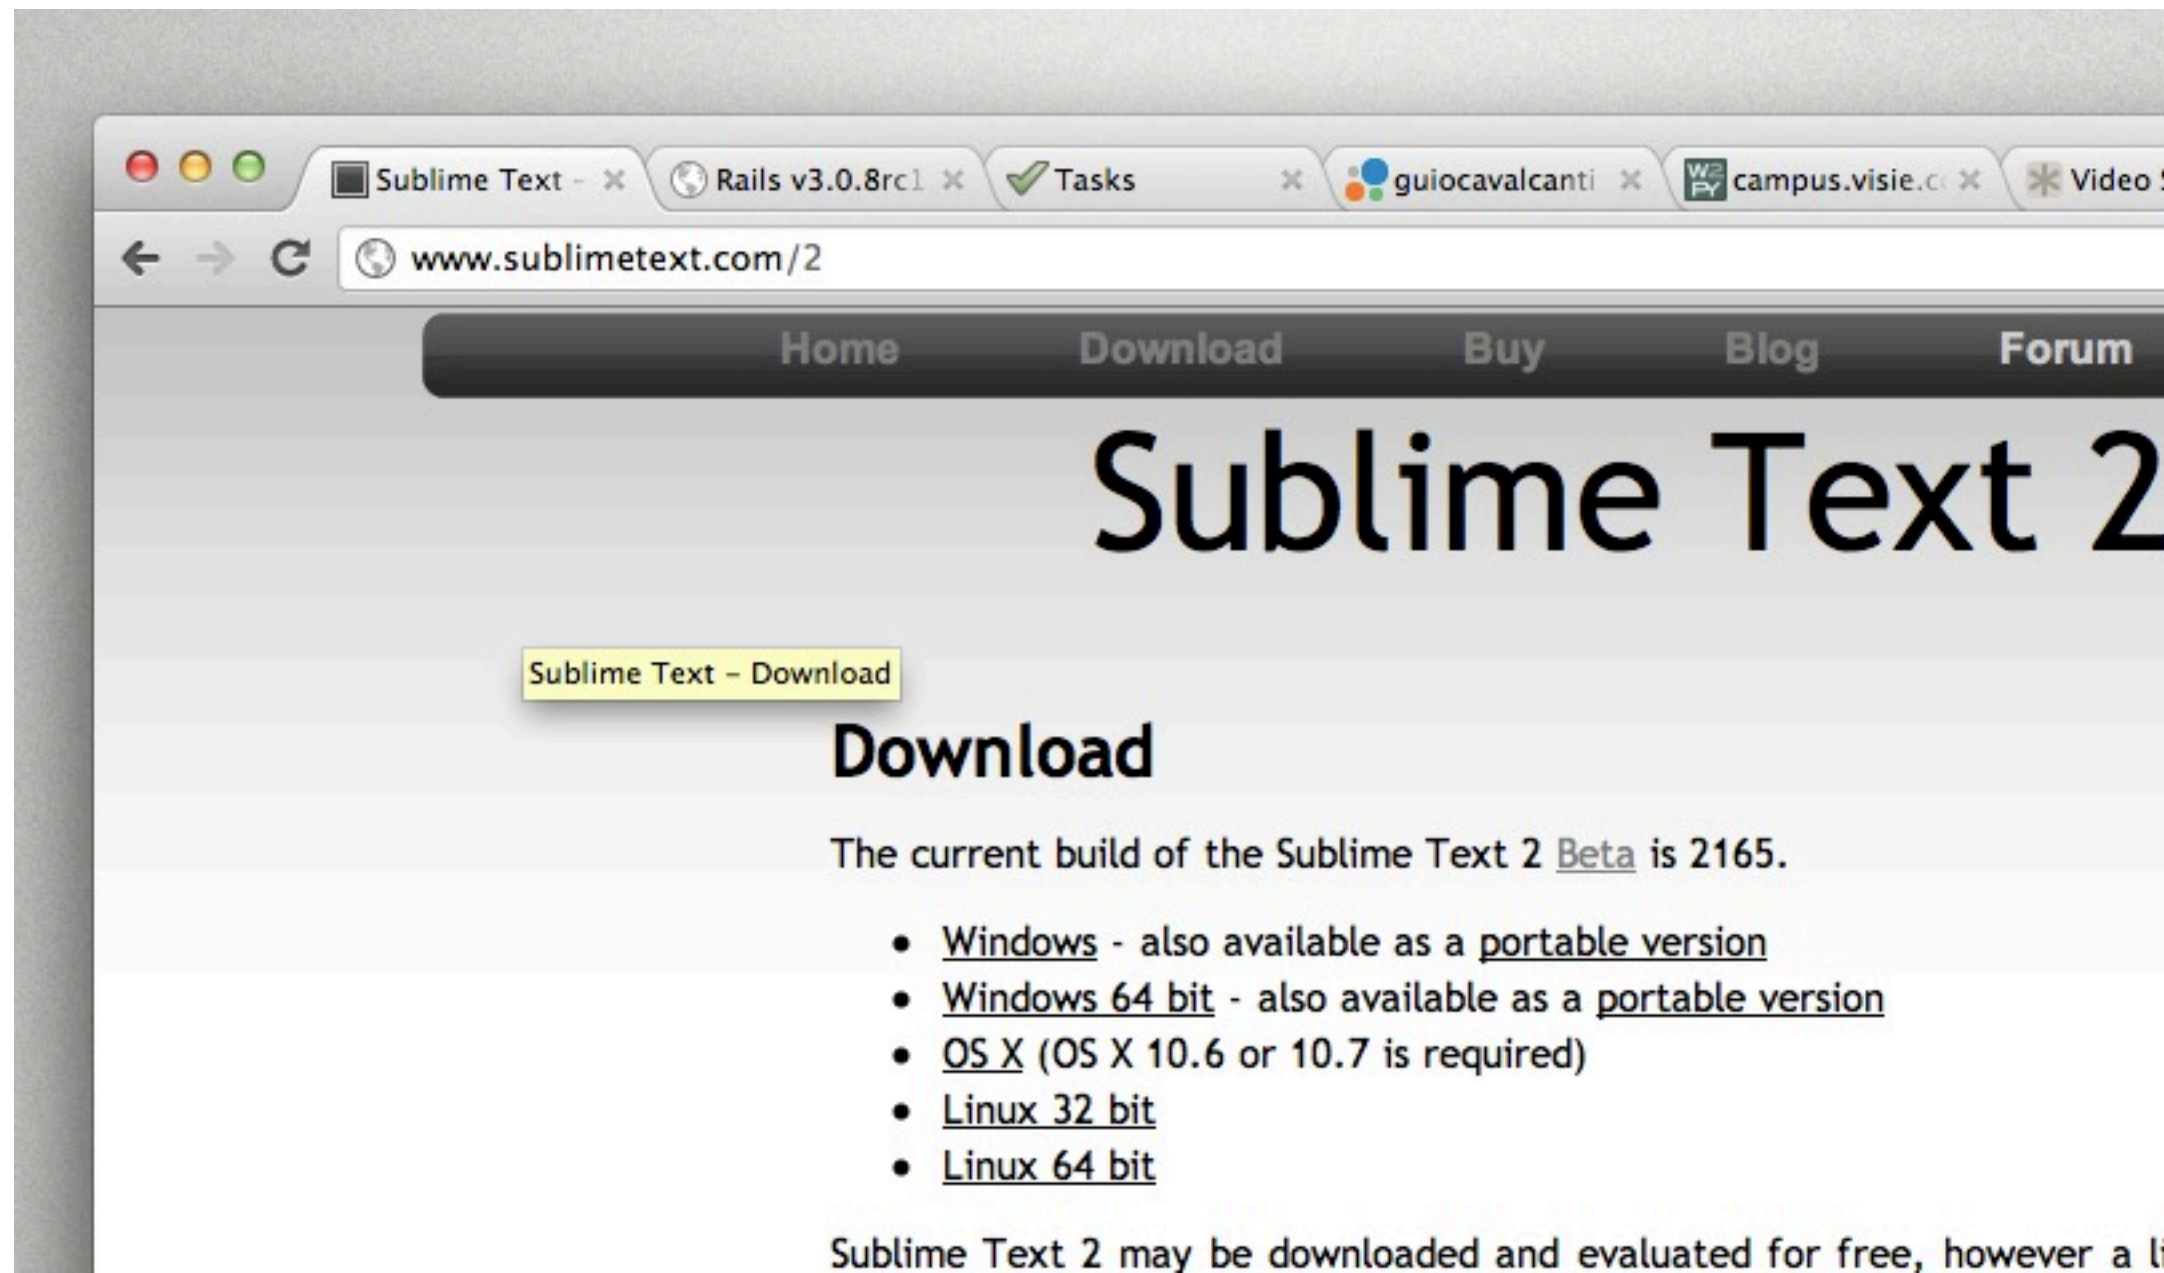 Sublime Text -
Rails v3.0.8rc1
Tasks
guiocavalcanti
W2PY
campus.visie.c
Video
www.sublimetext.com/2
Home Download Buy Blog Forum
Sublime Text 2
Sublime Text – Download
Download
The current build of the Sublime Text 2 Beta is 2165.
Windows - also available as a portable version
Windows 64 bit - also available as a portable version
OS X (OS X 10.6 or 10.7 is required)
Linux 32 bit
Linux 64 bit
Sublime Text 2 may be downloaded and evaluated for free, however a